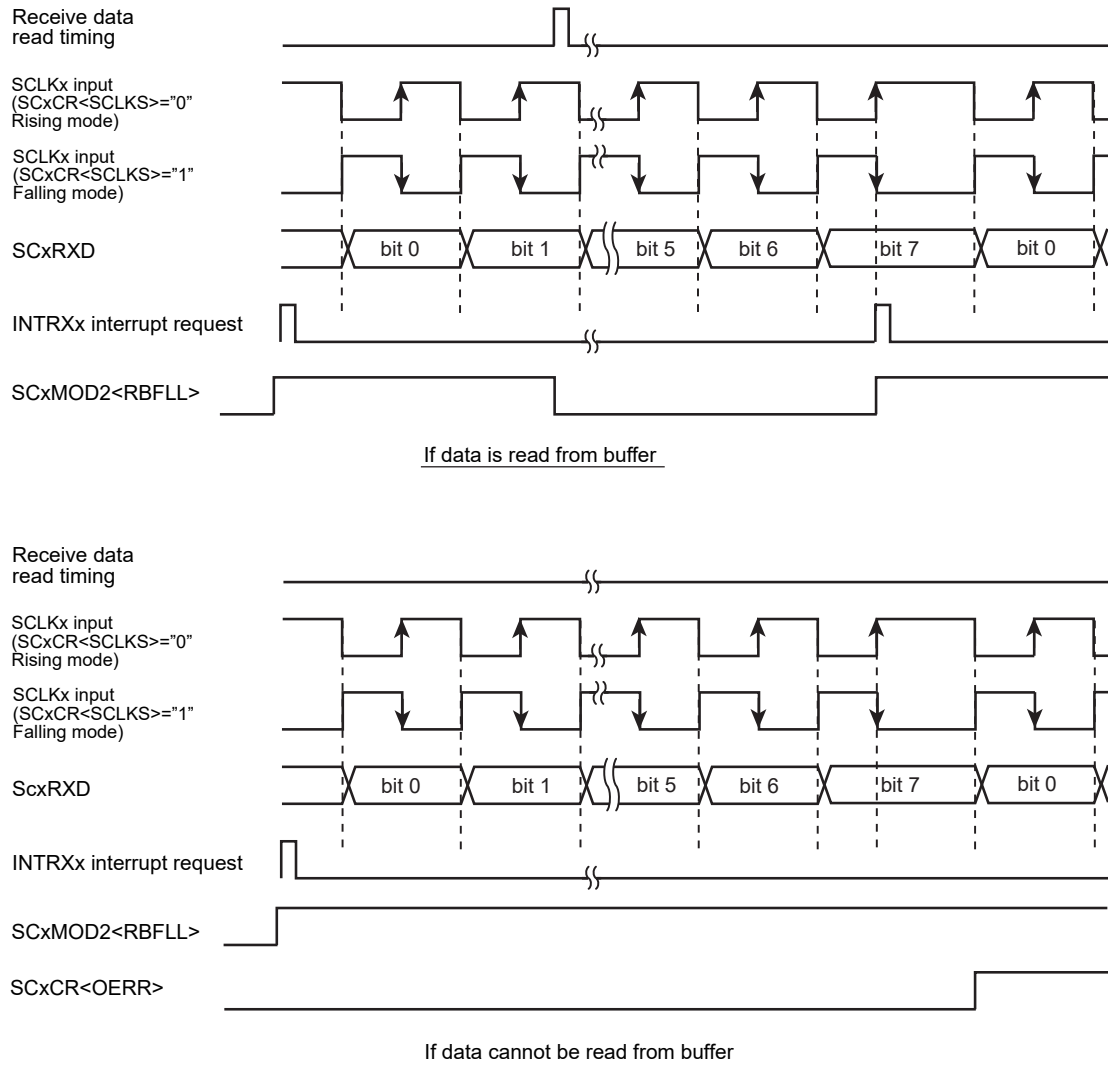 Receive data
read timing
SCLKx input
(SCxCR<SCLKS>=”0”
Rising mode)
SCLKx input
(SCxCR<SCLKS>=”1”
Falling mode)
SCxRXD
bit 0 bit 1 bit 5 bit 6 bit 7 bit 0
INTRXx interrupt request
SCxMOD2<RBFLL>
If data is read from buffer
Receive data
read timing
SCLKx input
(SCxCR<SCLKS>=”0”
Rising mode)
SCLKx input
(SCxCR<SCLKS>=”1”
Falling mode)
ScxRXD
bit 0 bit 1 bit 5 bit 6 bit 7 bit 0
INTRXx interrupt request
SCxMOD2<RBFLL>
SCxCR<OERR>
If data cannot be read from buffer